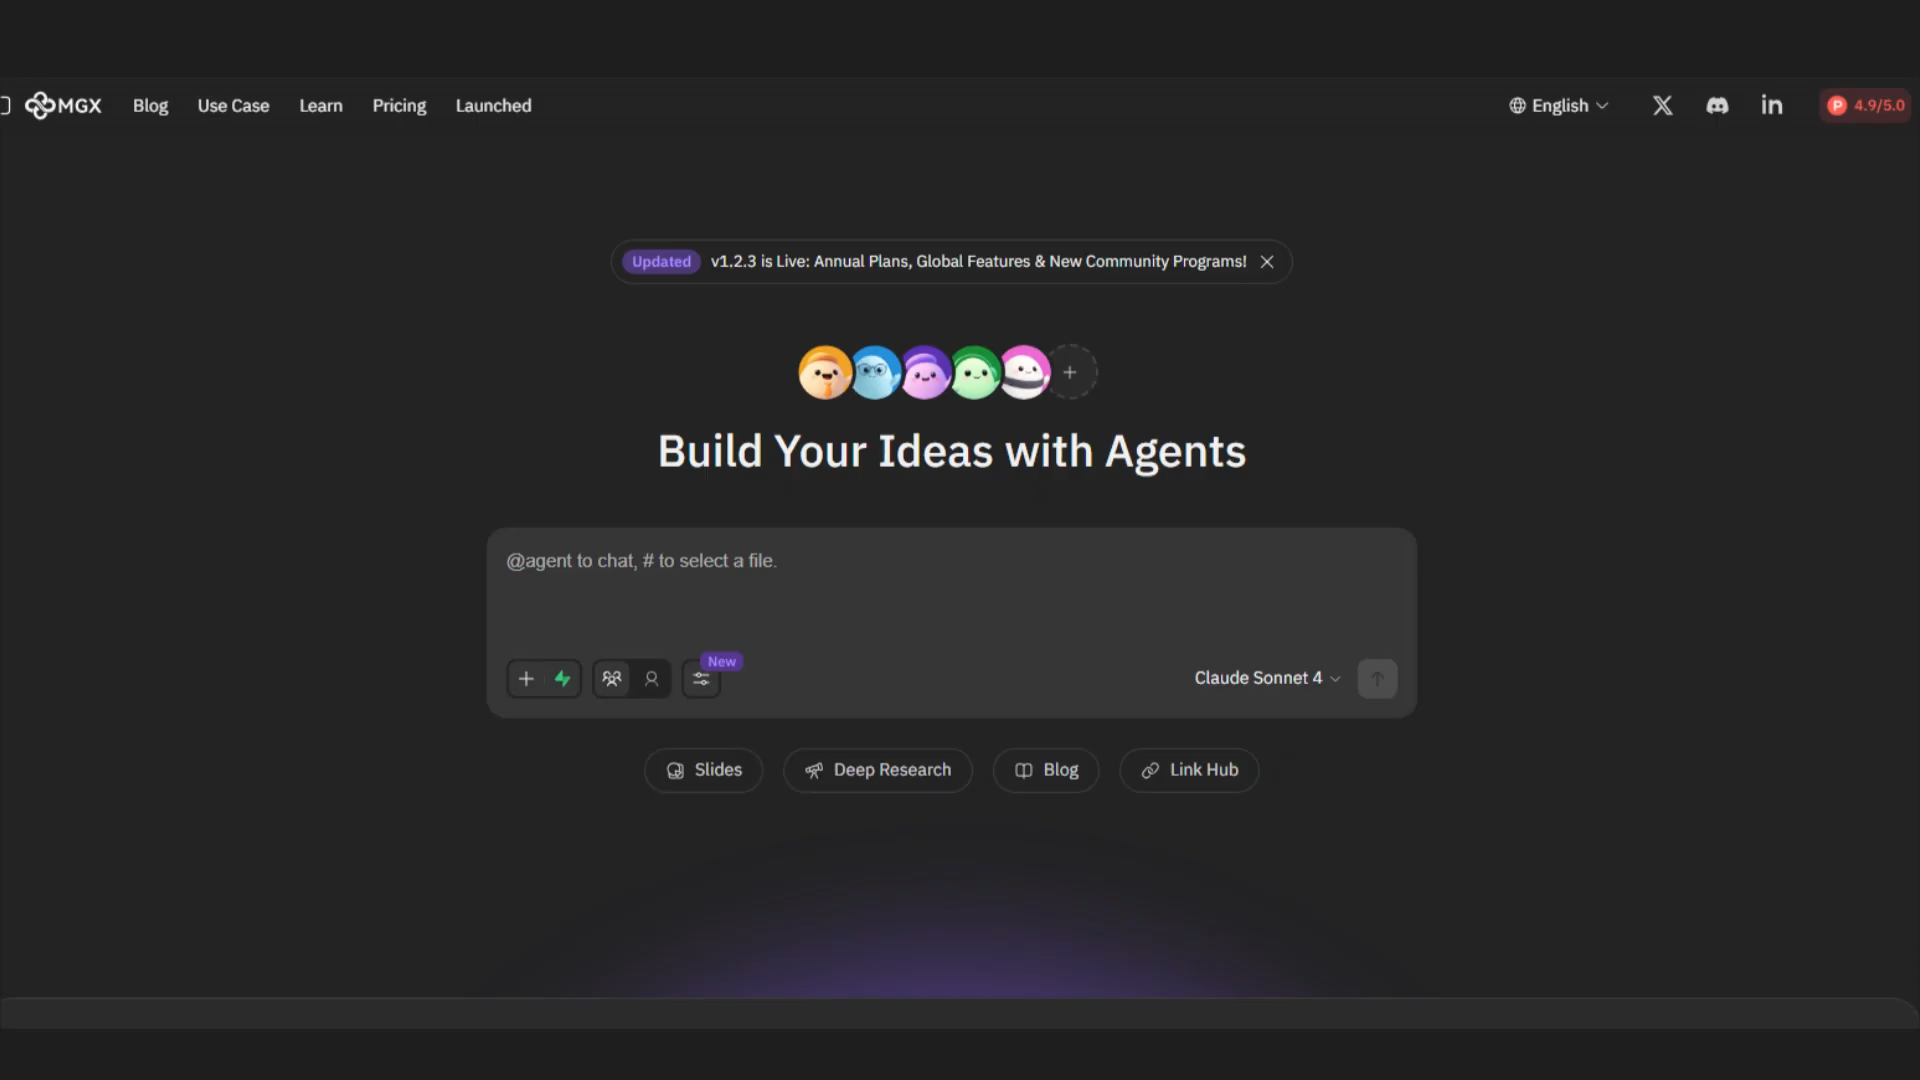 MGX Blog Use Case Learn Pricing Launched English in P 4.9/5.0
Updated v1.2.3 is Live: Annual Plans, Global Features & New Community Programs!
Build Your Ideas with Agents
@agent to chat, # to select a file.
New
Claude Sonnet 4
Slides Deep Research Blog Link Hub